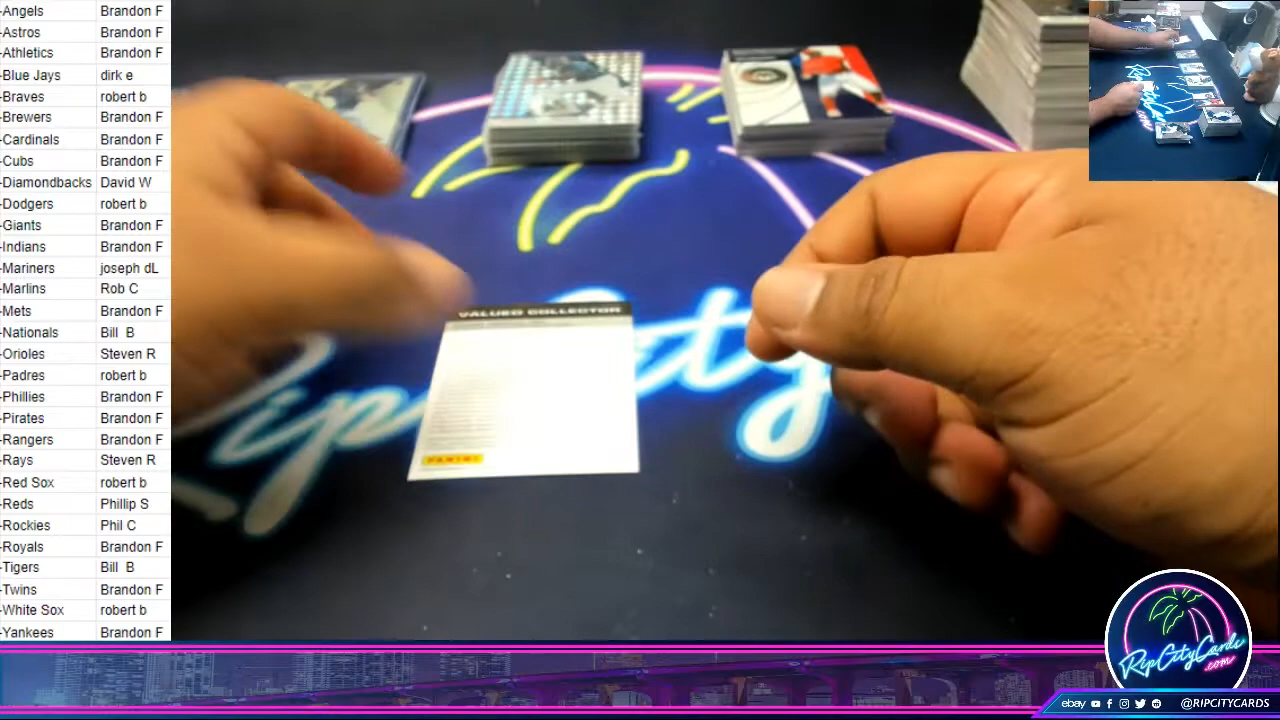 -Angels Brandon F
-Astros Brandon F
-Athletics Brandon F
-Blue Jays dirk e
-Braves robert b
-Brewers Brandon F
-Cardinals Brandon F
-Cubs Brandon F
-Diamondbacks David W
-Dodgers robert b
-Giants Brandon F
-Indians Brandon F
-Mariners joseph dL
-Marlins Rob C
-Mets Brandon F
-Nationals Bill B
-Orioles Steven R
-Padres robert b
-Phillies Brandon F
-Pirates Brandon F
-Rangers Brandon F
-Rays Steven R
-Red Sox robert b
-Reds Phillip S
-Rockies Phil C
-Royals Brandon F
-Tigers Bill B
-Twins Brandon F
-White Sox robert b
-Yankees Brandon F
VALUED COLLECTOR
PANINI
Rip City
RipCityCards
.com
ebay @RIPCITYCARDS